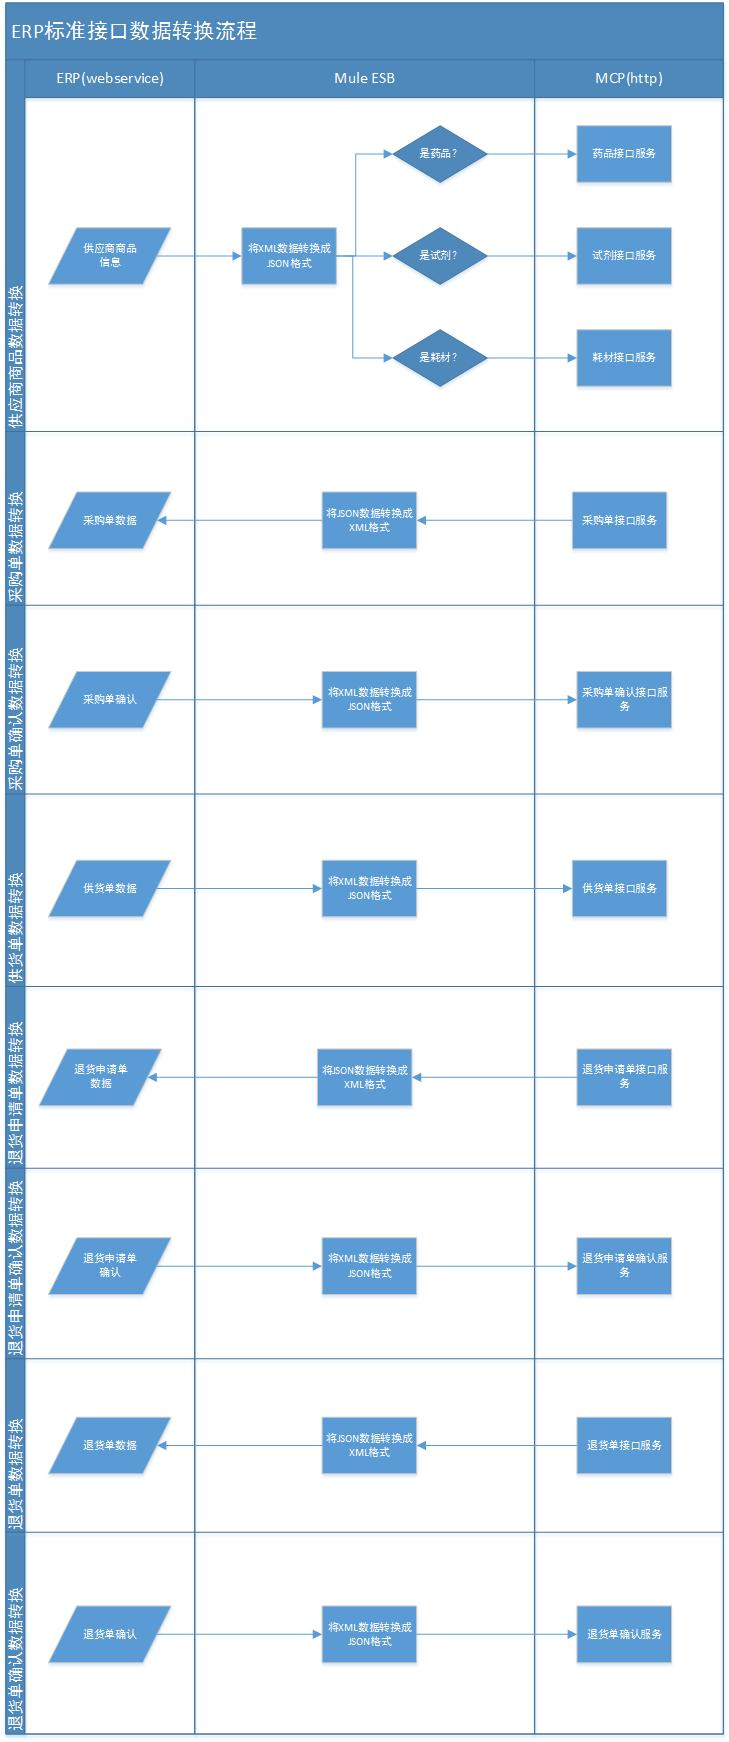 ERP标准接口数据转换流程
ERP(webservice)
Mule ESB
MCP(http)
供应商商品数据转换
供应商商品
信息
将XML数据转换成
JSON格式
是药品?
药品接口服务
是试剂?
试剂接口服务
是耗材?
耗材接口服务
采购单数据转换
采购单数据
将JSON数据转换成
XML格式
采购单接口服务
采购单确认数据转换
采购单确认
将XML数据转换成
JSON格式
采购单确认接口服
务
供货单数据转换
供货单数据
将XML数据转换成
JSON格式
供货单接口服务
退货申请单数据转换
退货申请单
数据
将JSON数据转换成
XML格式
退货申请单接口服
务
退货申请单确认数据转换
退货申请单
确认
将XML数据转换成
JSON格式
退货申请单确认服
务
退货单数据转换
退货单数据
将JSON数据转换成
XML格式
退货单接口服务
退货单确认数据转换
退货单确认
将XML数据转换成
JSON格式
退货单确认服务